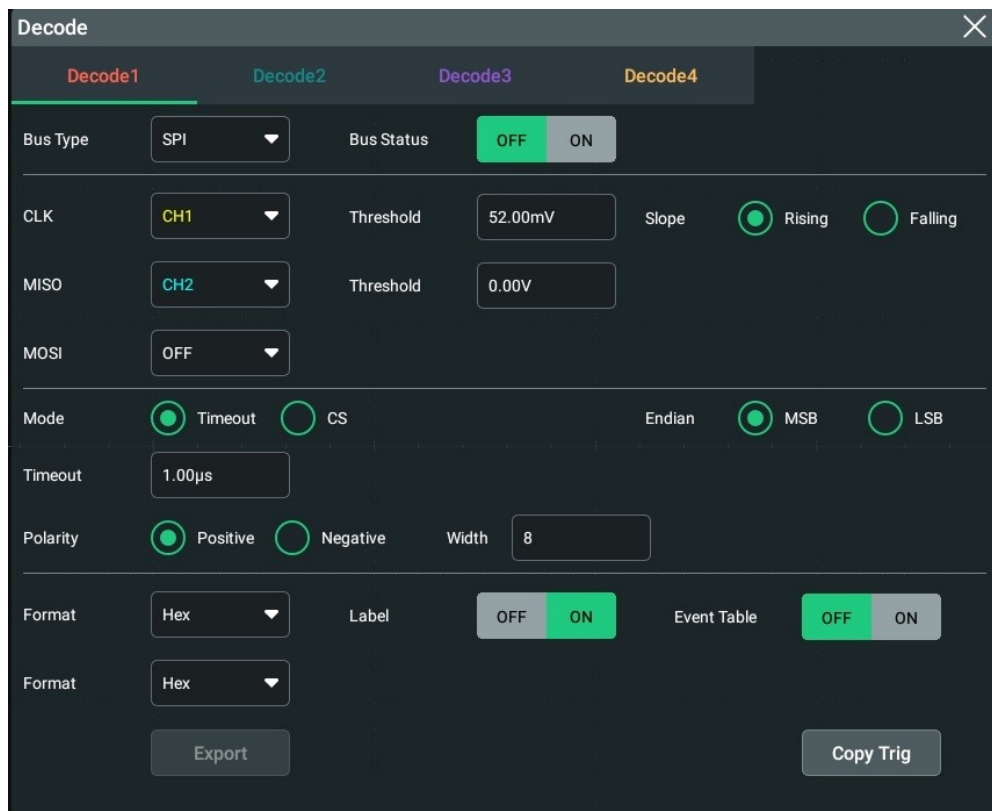 Decode
Decode1 Decode2 Decode3 Decode4
Bus Type SPI Bus Status OFF ON
CLK CH1 Threshold 52.00mV Slope Rising Falling
MISO CH2 Threshold 0.00V
MOSI OFF
Mode Timeout CS Endian MSB LSB
Timeout 1.00µs
Polarity Positive Negative Width 8
Format Hex Label OFF ON Event Table OFF ON
Format Hex
Export Copy Trig